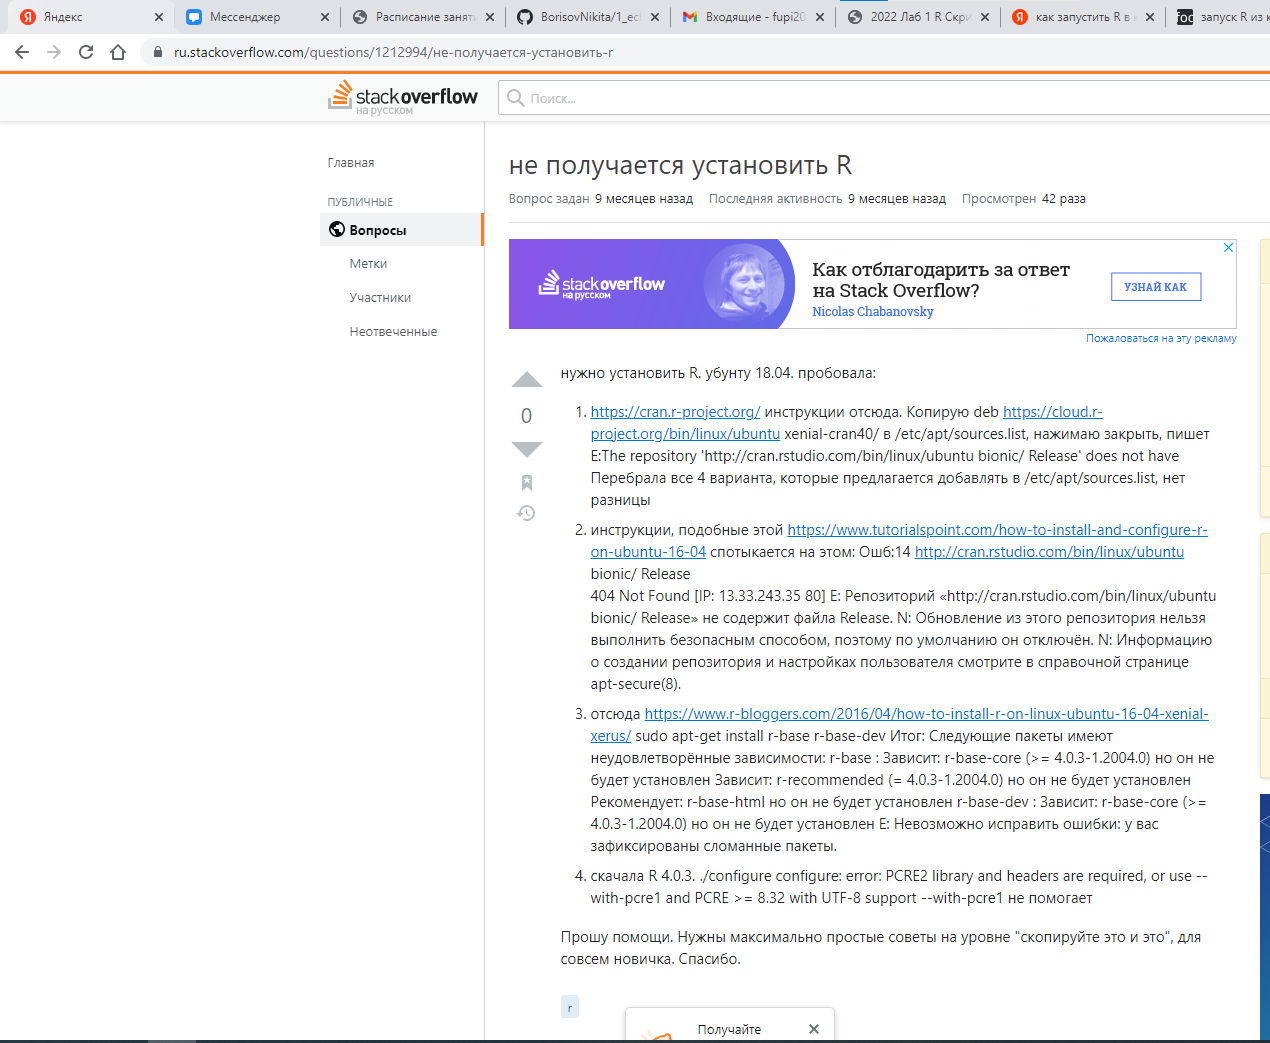 Яндекс
Мессенджер
Расписание занят
BorisovNikita/1_ec
Входящие - fupi20
2022 Лаб 1 R Скри
как запустить R в
запуск R из к
ru.stackoverflow.com/questions/1212994/не-получается-установить-r
stackoverflow
на русском
Поиск...
Главная
ПУБЛИЧНЫЕ
Вопросы
Метки
Участники
Неотвеченные
не получается установить R
Вопрос задан 9 месяцев назад Последняя активность 9 месяцев назад Просмотрен 42 раза
stackoverflow
на русском
Как отблагодарить за ответ
на Stack Overflow?
Nicolas Chabanovsky
УЗНАЙ КАК
Пожаловаться на эту рекламу
0
нужно установить R. убунту 18.04. пробовала:
1. https://cran.r-project.org/ инструкции отсюда. Копирую deb https://cloud.r-
project.org/bin/linux/ubuntu xenial-cran40/ в /etc/apt/sources.list, нажимаю закрыть, пишет
E:The repository 'http://cran.rstudio.com/bin/linux/ubuntu bionic/ Release' does not have
Перебрала все 4 варианта, которые предлагается добавлять в /etc/apt/sources.list, нет
разницы
2. инструкции, подобные этой https://www.tutorialspoint.com/how-to-install-and-configure-r-
on-ubuntu-16-04 спотыкается на этом: Ошб:14 http://cran.rstudio.com/bin/linux/ubuntu
bionic/ Release
404 Not Found [IP: 13.33.243.35 80] E: Репозиторий «http://cran.rstudio.com/bin/linux/ubuntu
bionic/ Release» не содержит файла Release. N: Обновление из этого репозитория нельзя
выполнить безопасным способом, поэтому по умолчанию он отключён. N: Информацию
о создании репозитория и настройках пользователя смотрите в справочной странице
apt-secure(8).
3. отсюда https://www.r-bloggers.com/2016/04/how-to-install-r-on-linux-ubuntu-16-04-xenial-
xerus/ sudo apt-get install r-base r-base-dev Итог: Следующие пакеты имеют
неудовлетворённые зависимости: r-base : Зависит: r-base-core (>= 4.0.3-1.2004.0) но он не
будет установлен Зависит: r-recommended (= 4.0.3-1.2004.0) но он не будет установлен
Рекомендует: r-base-html но он не будет установлен r-base-dev : Зависит: r-base-core (>=
4.0.3-1.2004.0) но он не будет установлен E: Невозможно исправить ошибки: у вас
зафиксированы сломанные пакеты.
4. скачала R 4.0.3. ./configure configure: error: PCRE2 library and headers are required, or use --
with-pcre1 and PCRE >= 8.32 with UTF-8 support --with-pcre1 не помогает
Прошу помощи. Нужны максимально простые советы на уровне "скопируйте это и это", для
совсем новичка. Спасибо.
r
Получайте